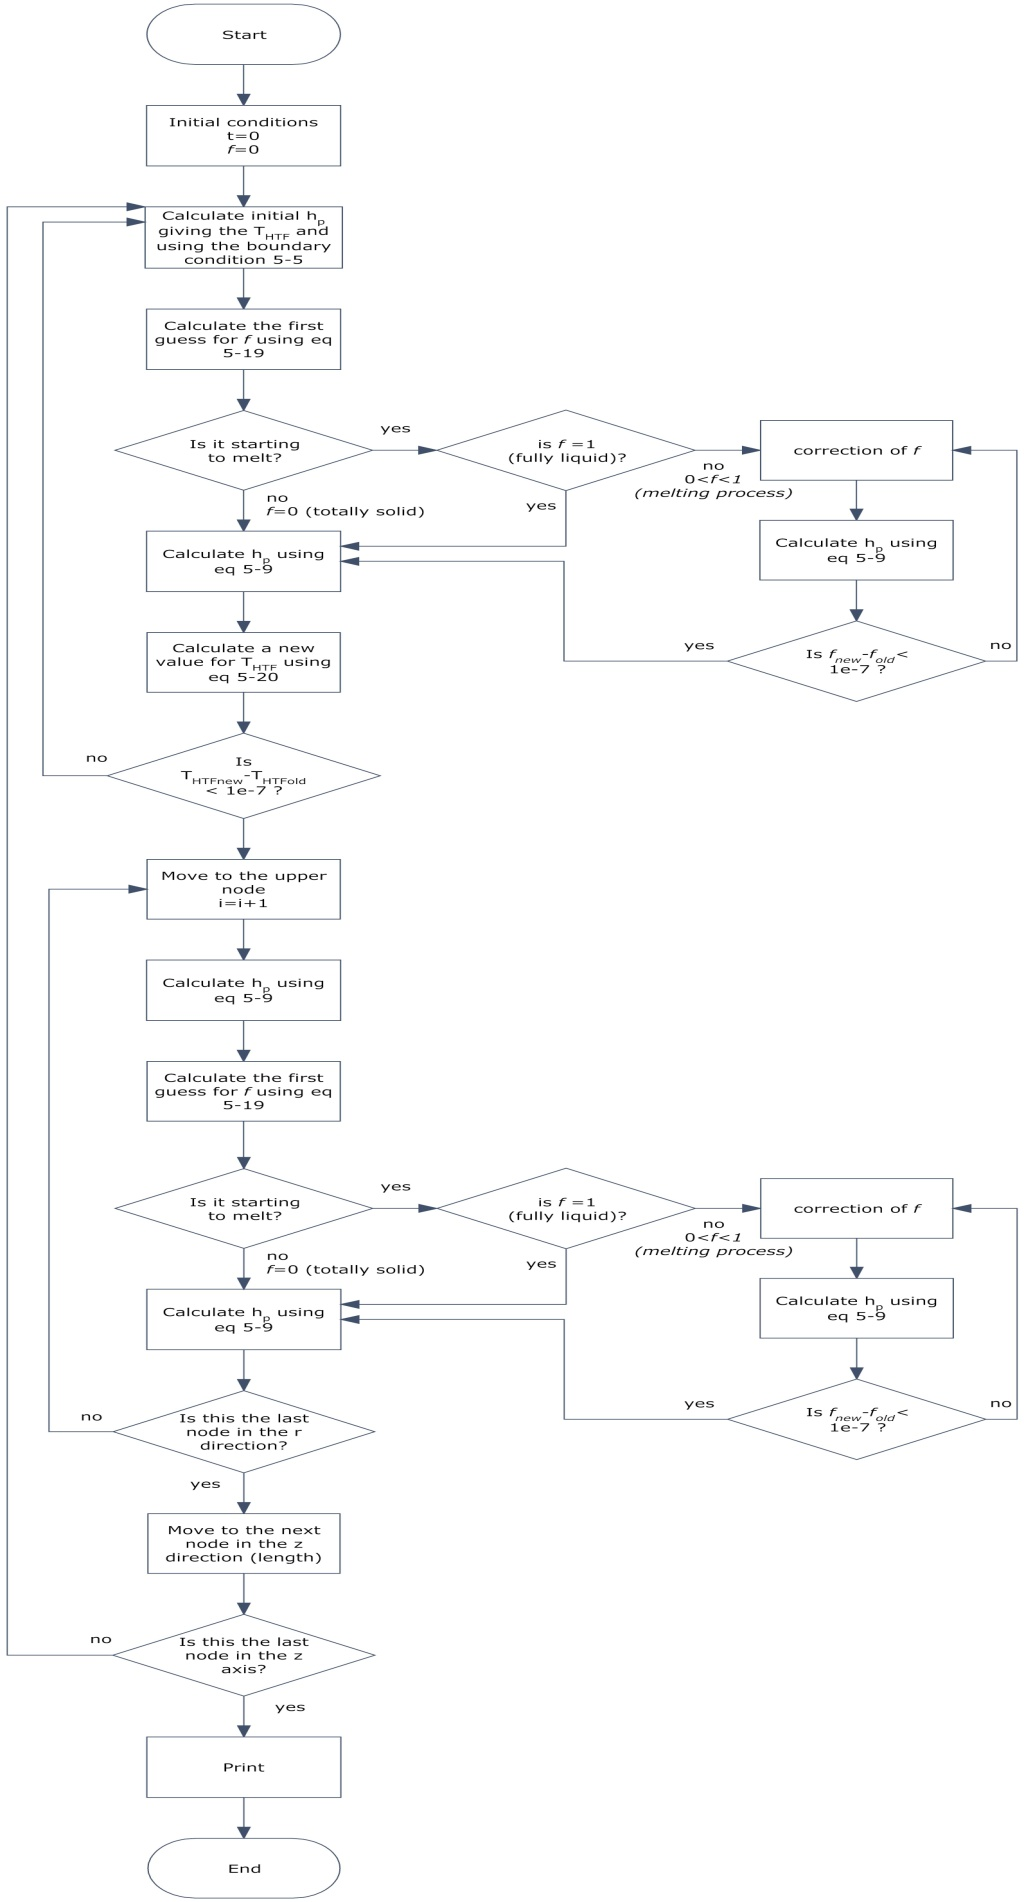 Start
Initial conditions
t=0
f=0
Calculate initial hp
giving the THTF and
using the boundary
condition 5-5
Calculate the first
guess for f using eq
5-19
Is it starting
to melt?
yes
is f =1
(fully liquid)?
no
0<f<1
(melting process)
correction of f
no
f=0 (totally solid)
yes
Calculate hp using
eq 5-9
Calculate hp using
eq 5-9
Calculate a new
value for THTF using
eq 5-20
yes
Is fnew-fold<
1e-7 ?
no
no
Is
THTFnew-THTFold
< 1e-7 ?
Move to the upper
node
i=i+1
Calculate hp using
eq 5-9
Calculate the first
guess for f using eq
5-19
Is it starting
to melt?
yes
is f =1
(fully liquid)?
no
0<f<1
(melting process)
correction of f
no
f=0 (totally solid)
yes
Calculate hp using
eq 5-9
Calculate hp using
eq 5-9
yes
Is fnew-fold<
1e-7 ?
no
no
Is this the last
node in the r
direction?
yes
Move to the next
node in the z
direction (length)
no
Is this the last
node in the z
axis?
yes
Print
End